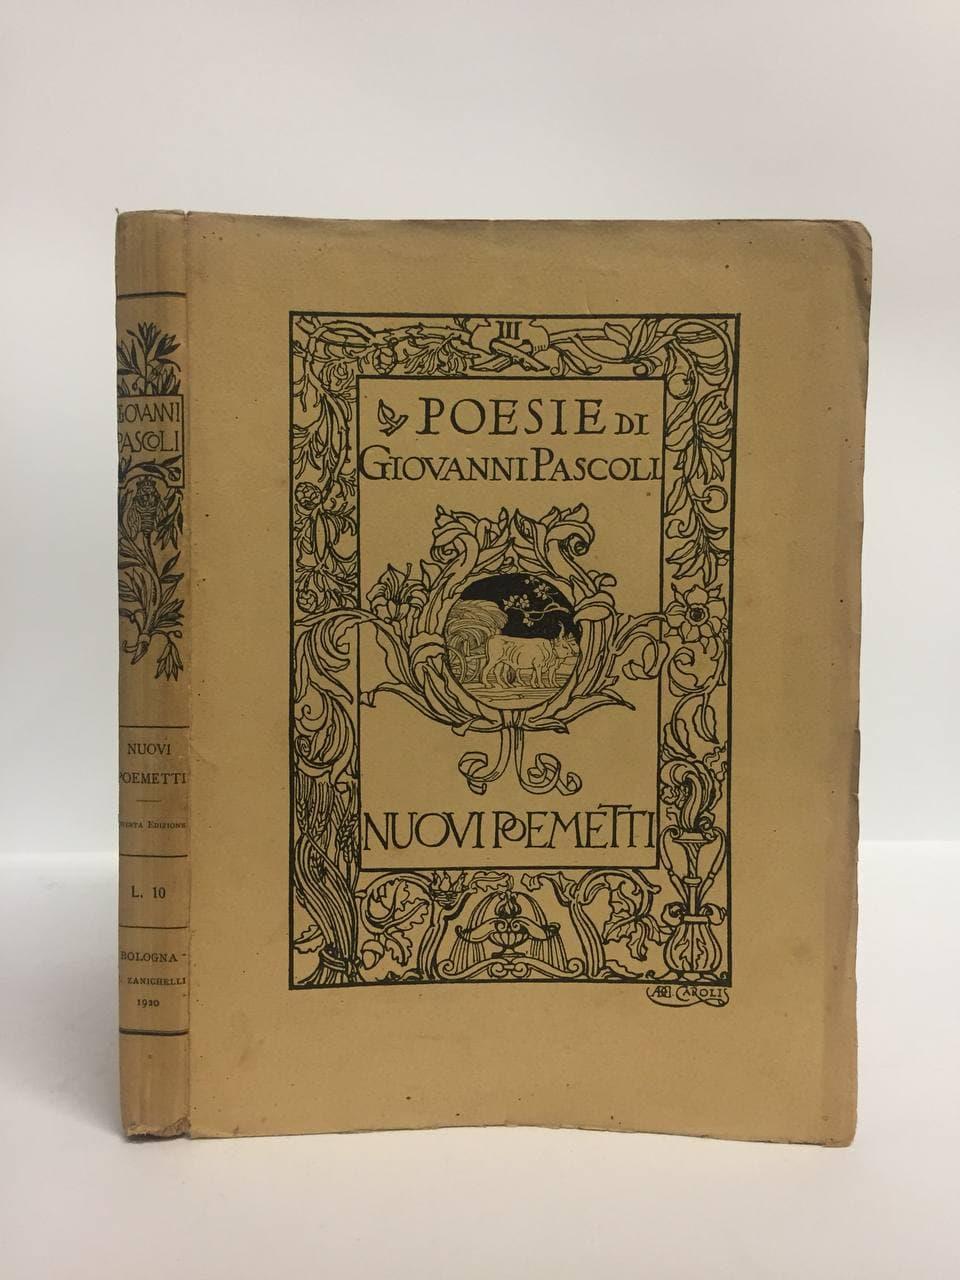 GIOVANNI
PASCOLI
NUOVI
POEMETTI
EDIZIONE
L. 10
BOLOGNA
ZANICHELLI
1920
III
POESIE DI
GIOVANNI PASCOLI
NUOVI POEMETTI
CAROLIS